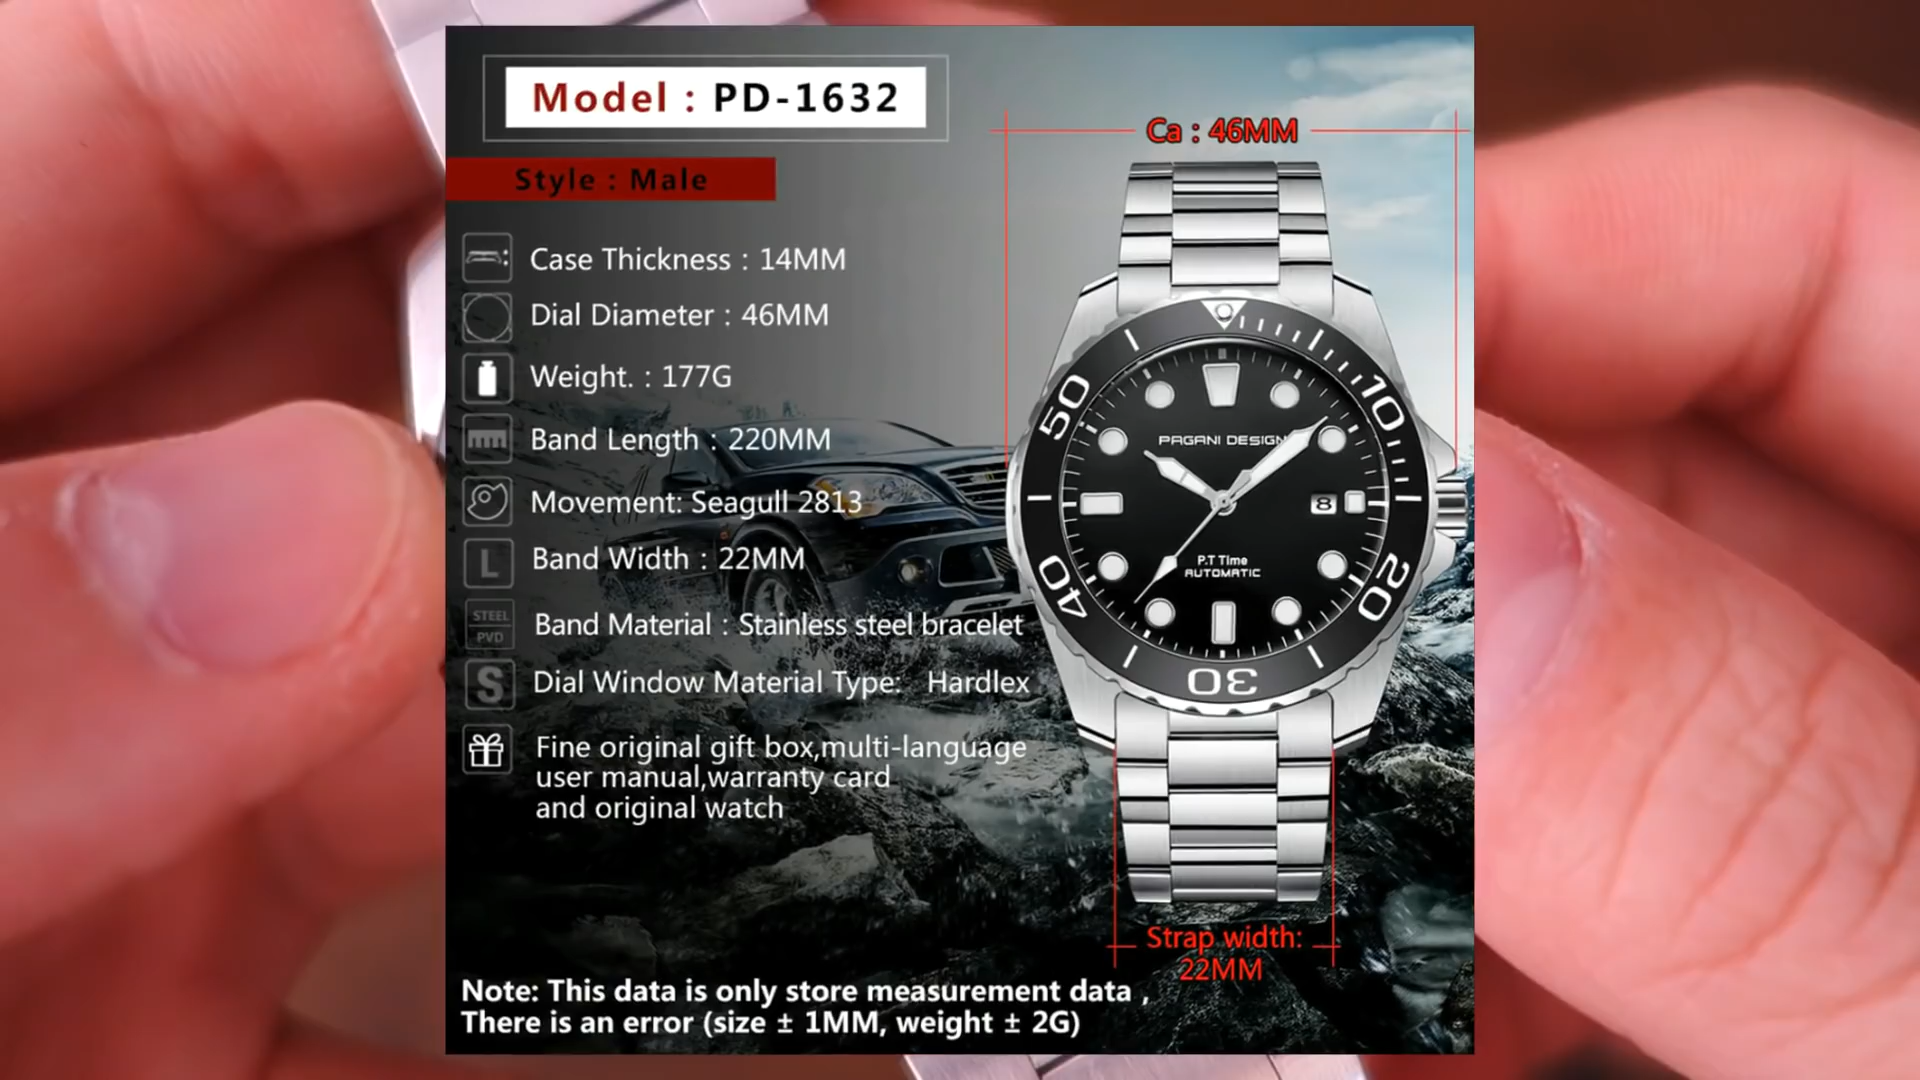 Model : PD-1632
Style : Male
Case Thickness : 14MM
Dial Diameter : 46MM
Weight. : 177G
Band Length : 220MM
Movement: Seagull 2813
Band Width : 22MM
L
STEEL
PVD
Band Material : Stainless steel bracelet
S
Dial Window Material Type: Hardlex
Fine original gift box,multi-language
user manual,warranty card
and original watch
Note: This data is only store measurement data ,
There is an error (size ± 1MM, weight ± 2G)
Ca : 46MM
50
10
PAGANI DESIGN
8
P.T Time
AUTOMATIC
40
20
30
Strap width:
22MM